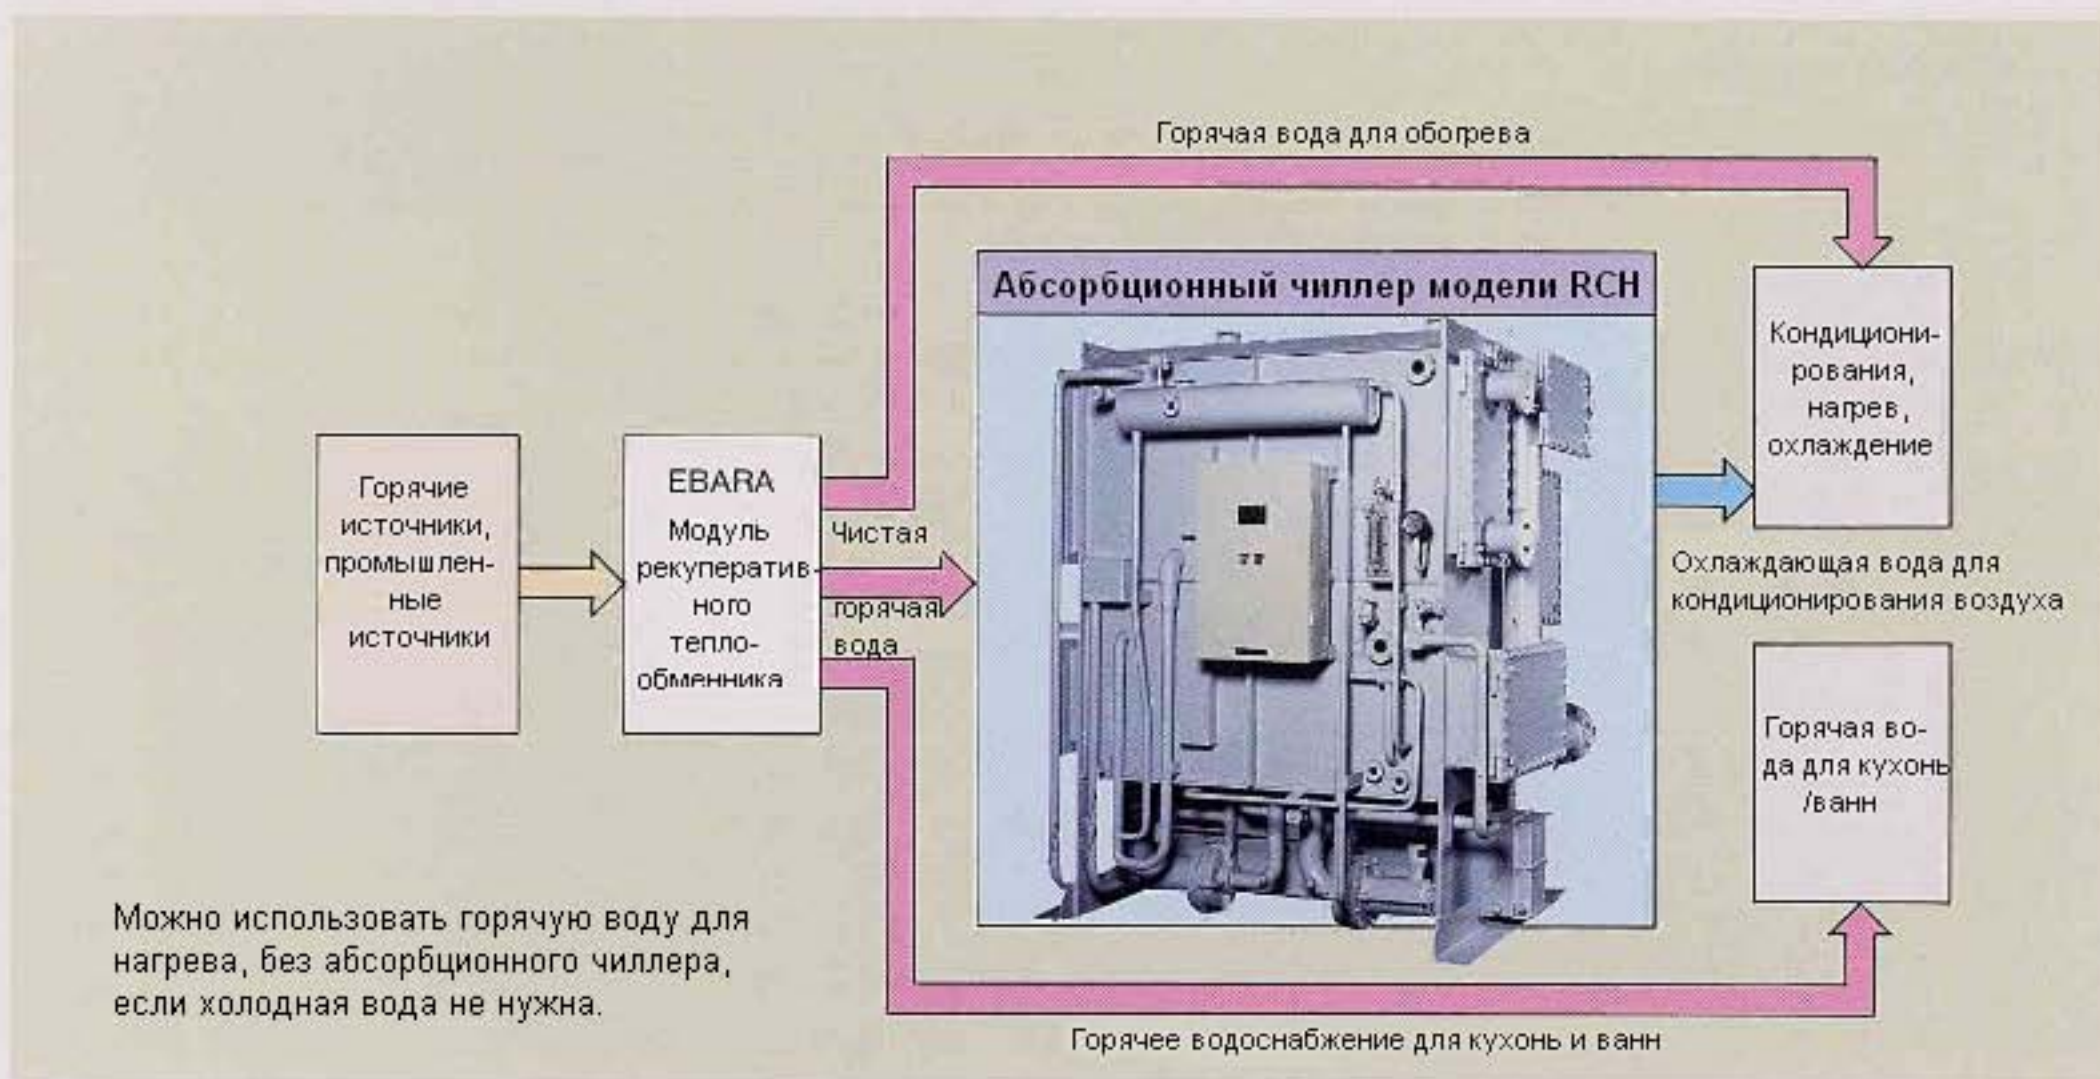 Горячая вода для обогрева
Абсорбционный чиллер модели RCH
Кондициони-
рования,
нагрев,
охлаждение
Горячие
источники,
промышлен-
ные
источники
EBARA
Модуль
рекуператив-
ного
тепло-
обменника
Чистая
горячая
вода
Охлаждающая вода для
кондиционирования воздуха
Горячая во-
да для кухонь
/ванн
Можно использовать горячую воду для
нагрева, без абсорбционного чиллера,
если холодная вода не нужна.
Горячее водоснабжение для кухонь и ванн